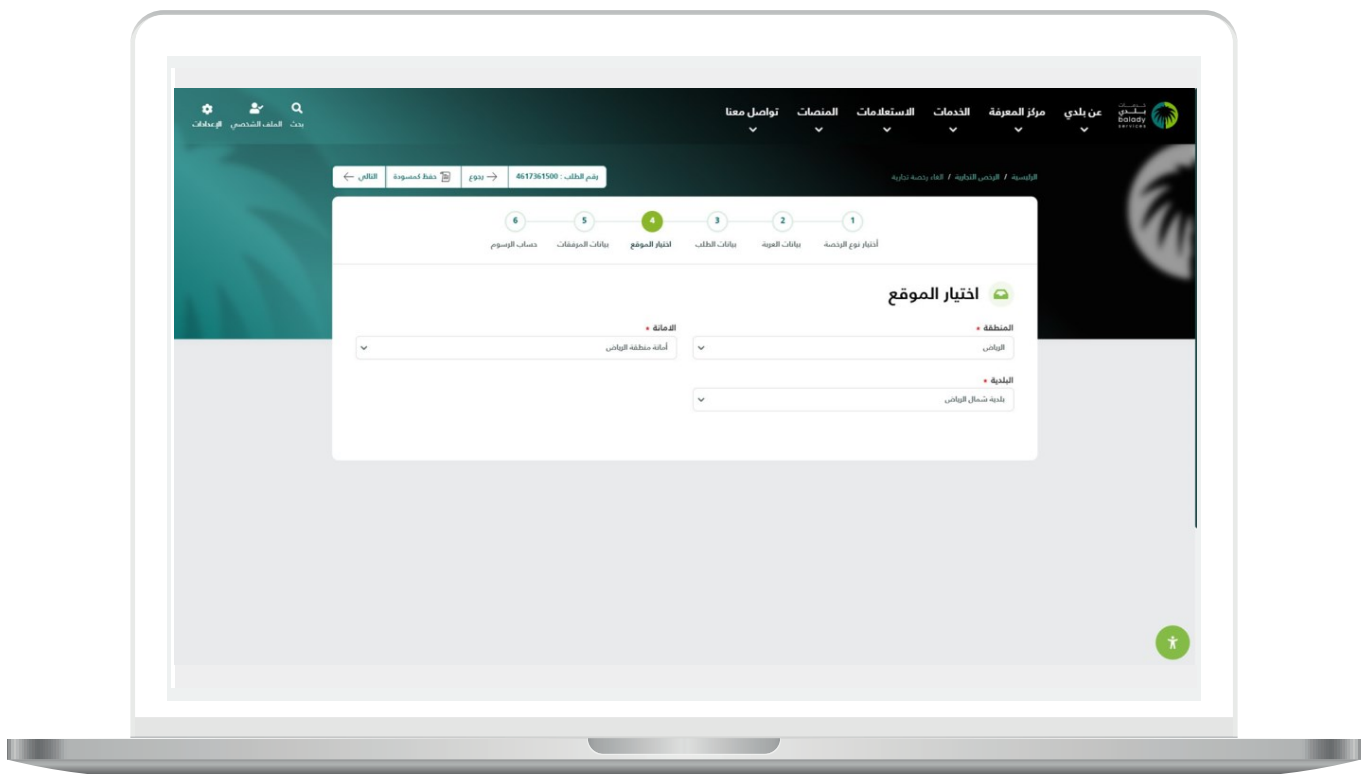 خدمات
بلدي
balady
services
عن بلدي مركز المعرفة الخدمات الاستعلامات المنصات تواصل معنا
بحث الملف الشخصي الإعدادات
الرئيسية / الرخص التجارية / الغاء رخصة تجارية
رقم الطلب : 4617361500 رجوع حفظ كمسودة التالي
1 2 3 4 5 6
أختيار نوع الرخصة بيانات العربة بيانات الطلب اختيار الموقع بيانات المرفقات حساب الرسوم
اختيار الموقع
المنطقة * الامانة *
الرياض أمانة منطقة الرياض
البلدية *
بلدية شمال الرياض